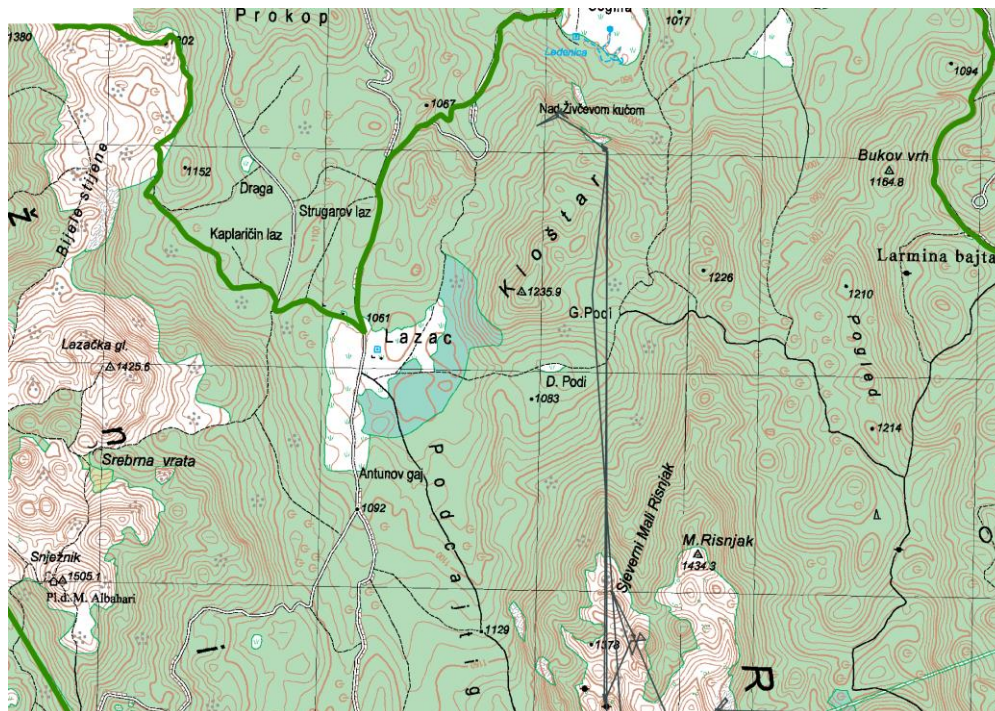 Prokop
1017
1380
1302
Ledenica
1094
1067
Nad Živčevom kućom
Bukov vrh
1164.8
1152
Draga
Strugarov laz
Kaplaričin laz
Bijele stijene
Ž
Kloštar
Larmina bajta
1226
1235.9
1210
G.Podi
1061
Lazac
Pogled
Lazačka gl.
1425.6
D. Podi
1083
n
1214
Srebrna vrata
Antunov gaj
1092
Podcajtig
Sjeverni Mali Risnjak
M.Risnjak
1434.3
O
Snježnik
1505.1
Pl.d. M. Albahari
1129
i
1378
R